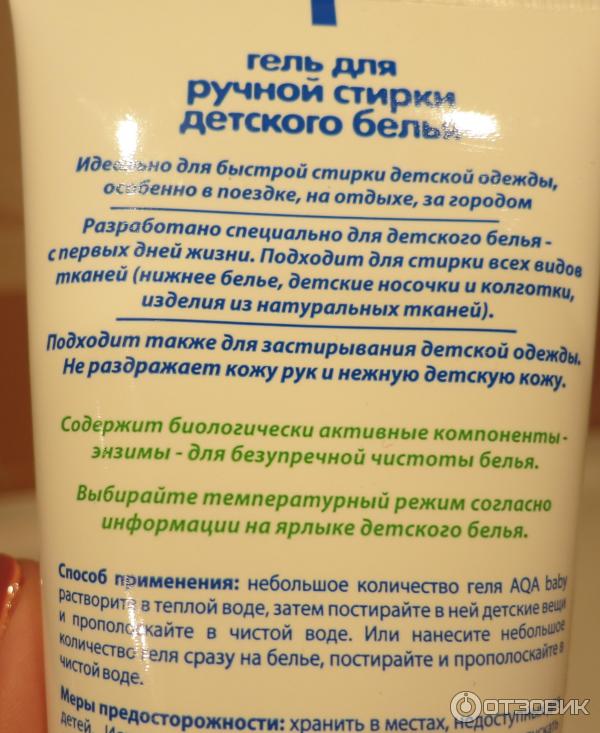 гель для
ручной стирки
детского белья
Идеально для быстрой стирки детской одежды,
особенно в поездке, на отдыхе, за городом
Разработано специально для детского белья -
с первых дней жизни. Подходит для стирки всех видов
тканей (нижнее белье, детские носочки и колготки,
изделия из натуральных тканей).
Подходит также для застирывания детской одежды.
Не раздражает кожу рук и нежную детскую кожу.
Содержит биологически активные компоненты-
энзимы - для безупречной чистоты белья.
Выбирайте температурный режим согласно
информации на ярлыке детского белья.
Способ применения: небольшое количество геля AQA baby
растворите в теплой воде, затем постирайте в ней детские вещи
и прополоскайте в чистой воде. Или нанесите небольшое
количество геля сразу на белье, постирайте и прополоскайте в
чистой воде.
Меры предосторожности: хранить в местах, недоступных
детей.
ОТЗОВИК